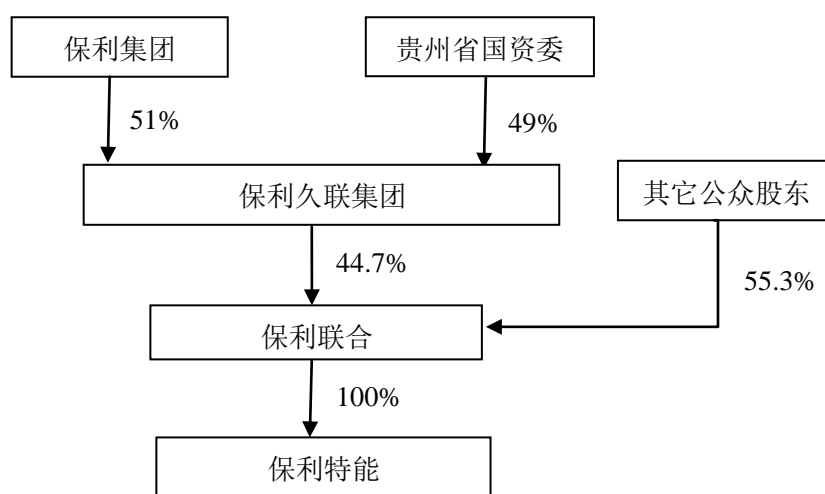 保利集团
贵州省国资委
51%
49%
保利久联集团
其它公众股东
44.7%
55.3%
保利联合
100%
保利特能